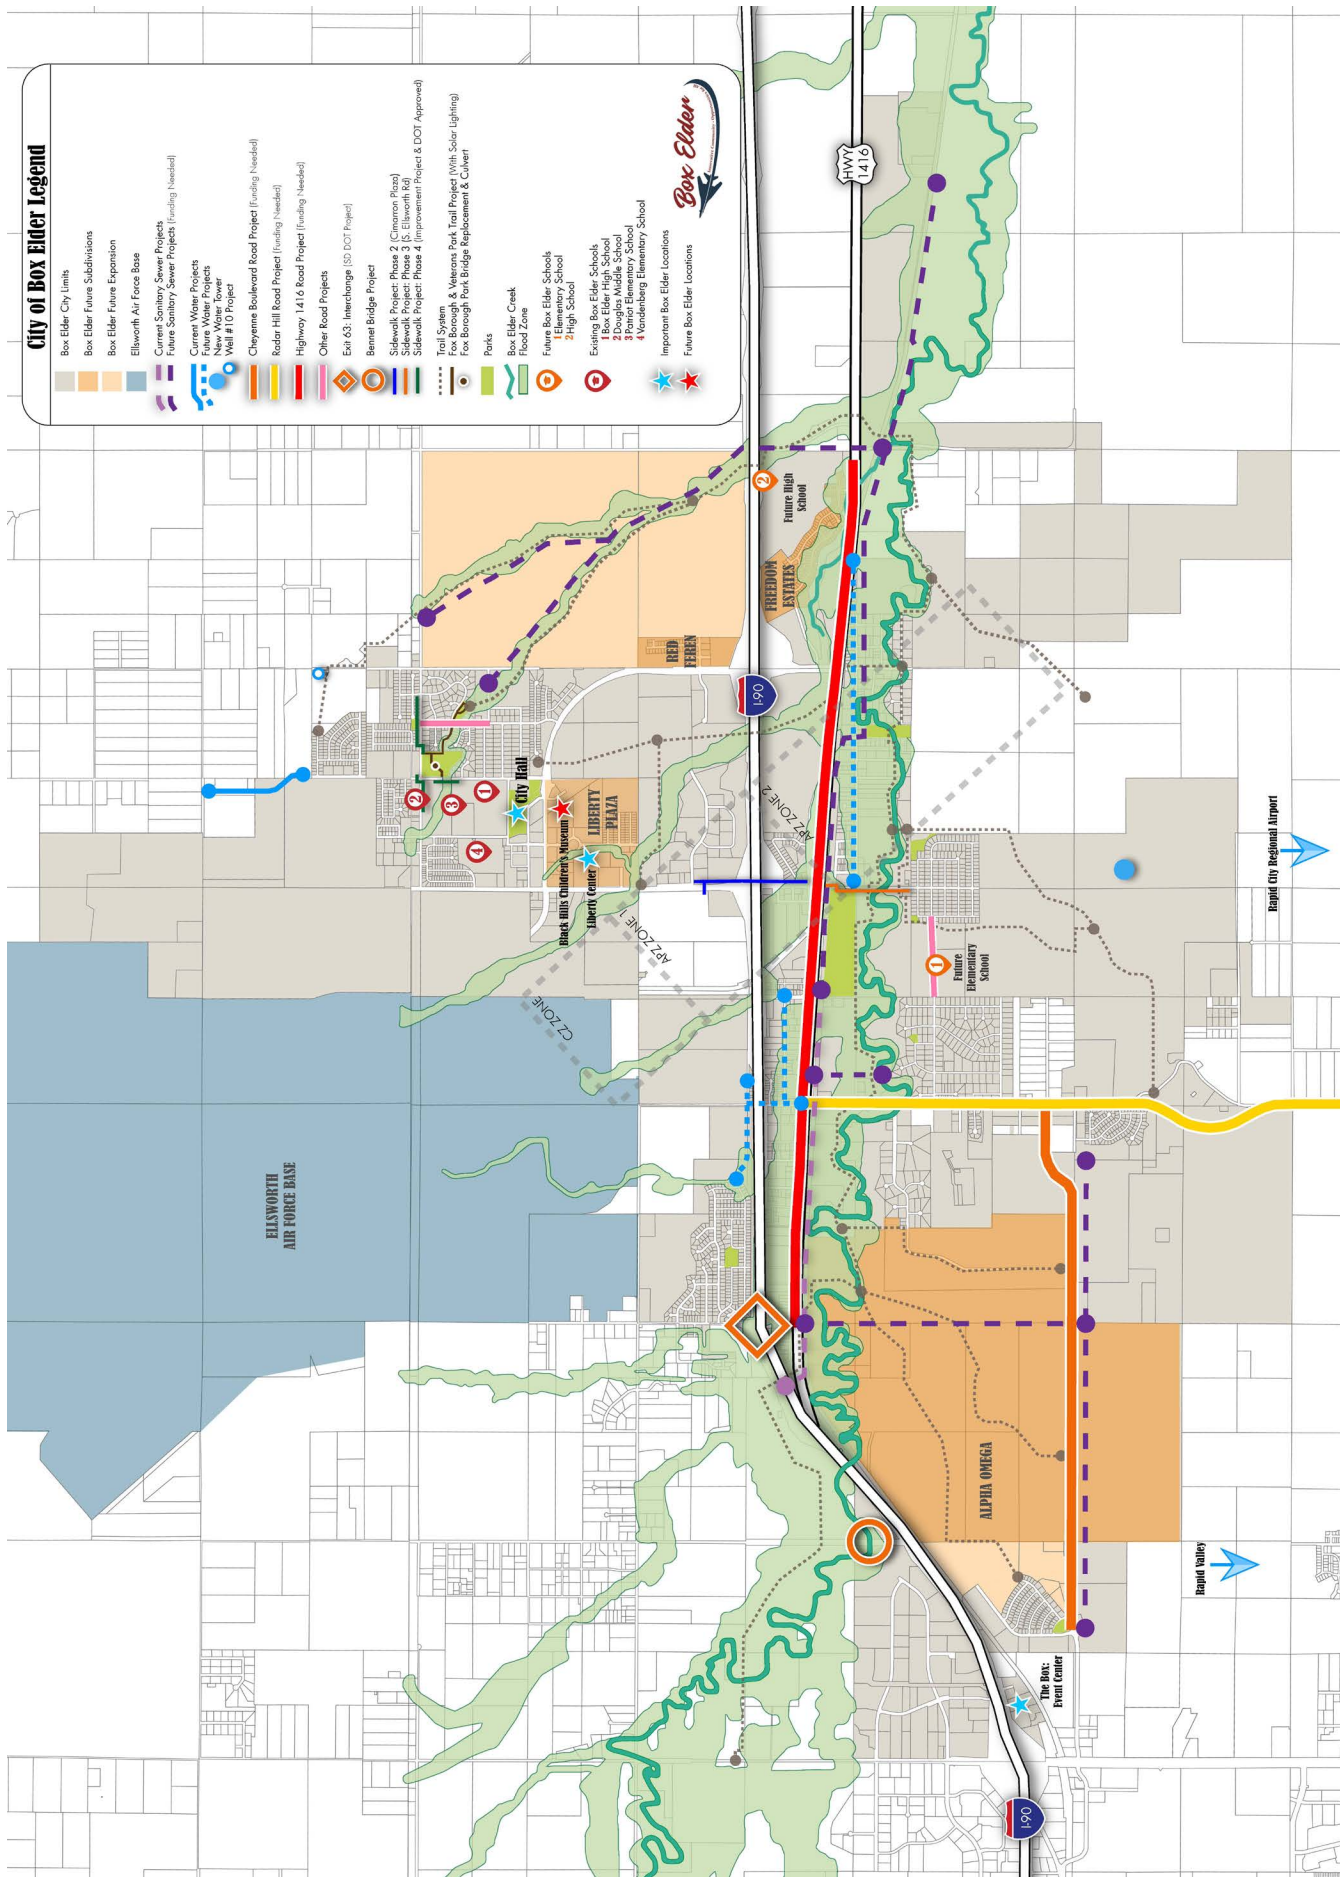 City of Box Elder Legend
Box Elder City Limits
Box Elder Future Subdivisions
Box Elder Future Expansion
Ellsworth Air Force Base
Current Sanitary Sewer Projects
Future Sanitary Sewer Projects (Funding Needed)
Current Water Projects
Future Water Projects
New Water Tower
Well #10 Project
Cheyenne Boulevard Road Project (Funding Needed)
Radar Hill Road Project (Funding Needed)
Highway 1416 Road Project (Funding Needed)
Other Road Projects
Exit 63: Interchange (SD DOT Project)
Bennet Bridge Project
Sidewalk Project: Phase 2 (Cimarron Plaza)
Sidewalk Project: Phase 3 (S. Ellsworth Rd)
Sidewalk Project: Phase 4 (Improvement Project & DOT Approved)
Trail System
Fox Borough & Veterans Park Trail Project (With Solar Lighting)
Fox Borough Park Bridge Replacement & Culvert
Parks
Box Elder Creek
Flood Zone
Future Box Elder Schools
1 Elementary School
2 High School
Existing Box Elder Schools
1 Box Elder High School
2 Douglas Middle School
3 Patriot Elementary School
4 Vandenberg Elementary School
Important Box Elder Locations
Future Box Elder Locations
Box Elder
ELLSWORTH
AIR FORCE BASE
2
3
1
4
City Hall
Black Hills Children's Museum
Liberty Center
LIBERTY
PLAZA
RED
FEREN
CZ ZONE
APZ ZONE 1
APZ ZONE 2
I-90
FREEDOM
ESTATES
2
Future High
School
HWY
1416
1
Future
Elementary
School
ALPHA OMEGA
The Box:
Event Center
I-90
Rapid Valley
Rapid City Regional Airport